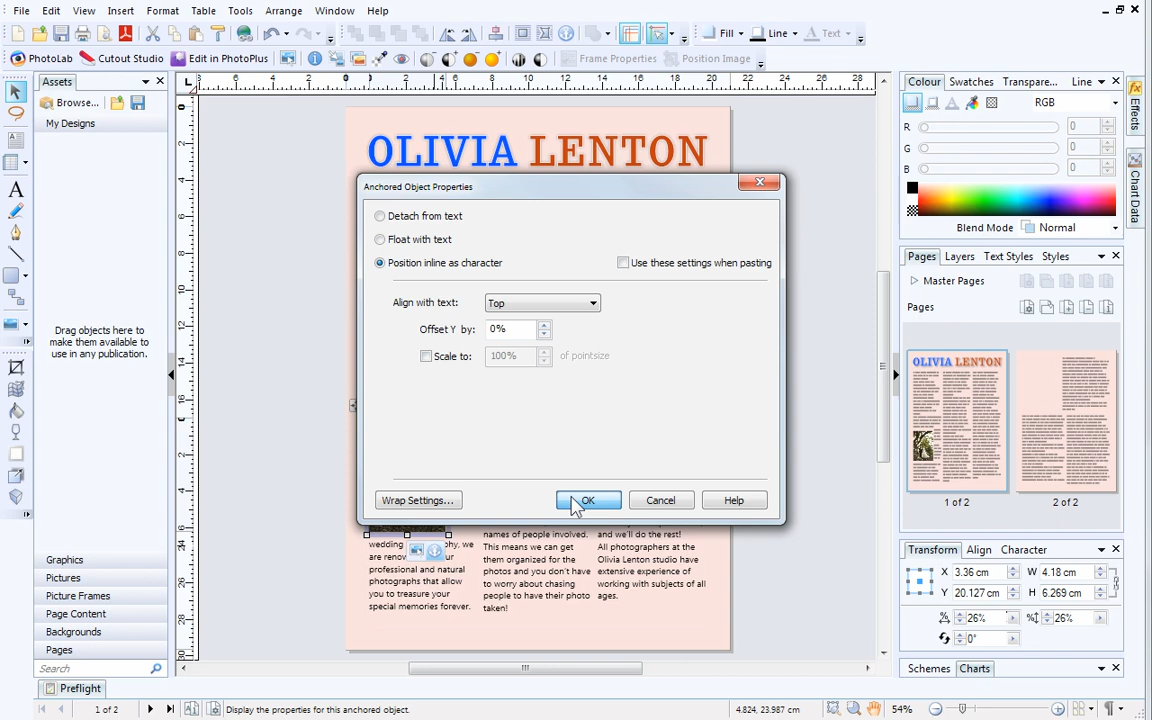 File Edit View Insert Format Table Tools Arrange Window Help
Fill Line Text
PhotoLab Cutout Studio Edit in PhotoPlus Frame Properties Position Image
Assets
Browse...
My Designs
Drag objects here to
make them available to
use in any publication.
Graphics
Pictures
Picture Frames
Page Content
Backgrounds
Pages
Search
Preflight
OLIVIA LENTON
Anchored Object Properties
Detach from text
Float with text
Position inline as character
Use these settings when pasting
Align with text: Top
Offset Y by: 0%
Scale to: 100% of pointsize
Wrap Settings... OK Cancel Help
names of people involved.
This means we can get
them organized for the
photos and you don't have
to worry about chasing
people to have their photo
taken!
and we'll do the rest!
All photographers at the
Olivia Lenton studio have
extensive experience of
working with subjects of all
ages.
professional and natural
photographs that allow
you to treasure your
special memories forever.
Colour Swatches Transpare... Line
RGB
R 0
G 0
B 0
Blend Mode Normal
Effects
Chart Data
Pages Layers Text Styles Styles
Master Pages
Pages
OLIVIA LENTON
1 of 2
2 of 2
Transform Align Character
X 3.36 cm W 4.18 cm
Y 20.127 cm H 6.269 cm
26% 26%
0°
Schemes Charts
1 of 2 Display the properties for this anchored object. 4.824, 23.987 cm 54%